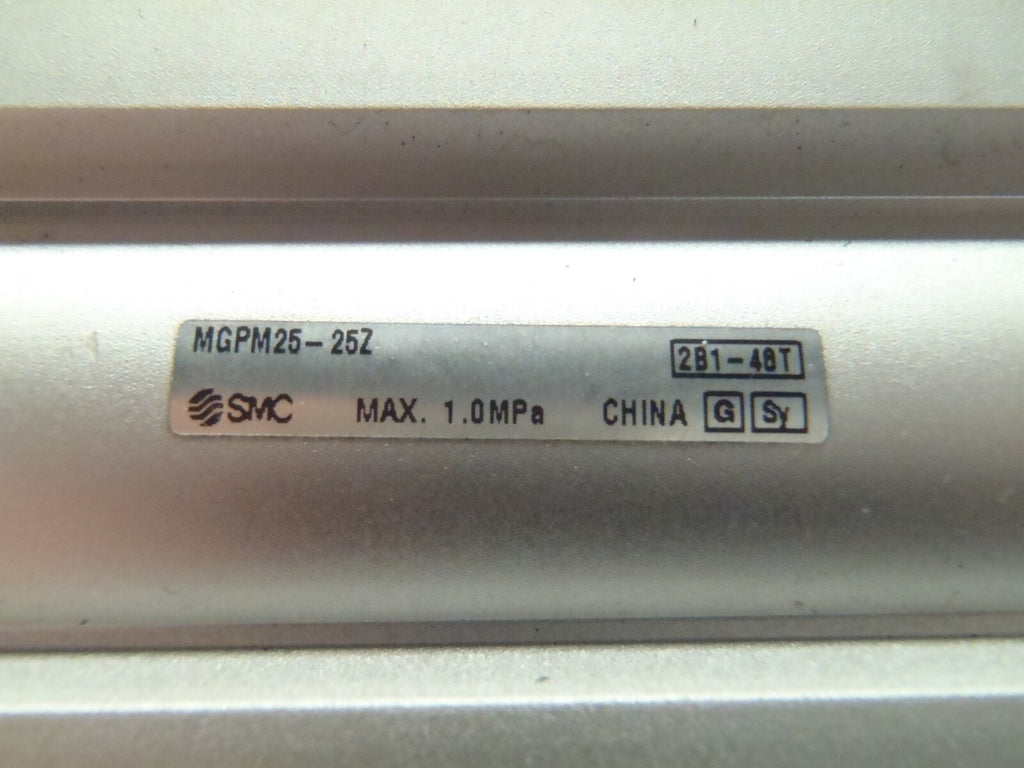 MGPM25-25Z
2B1-48T
SMC MAX. 1.0MPa CHINA G Sy